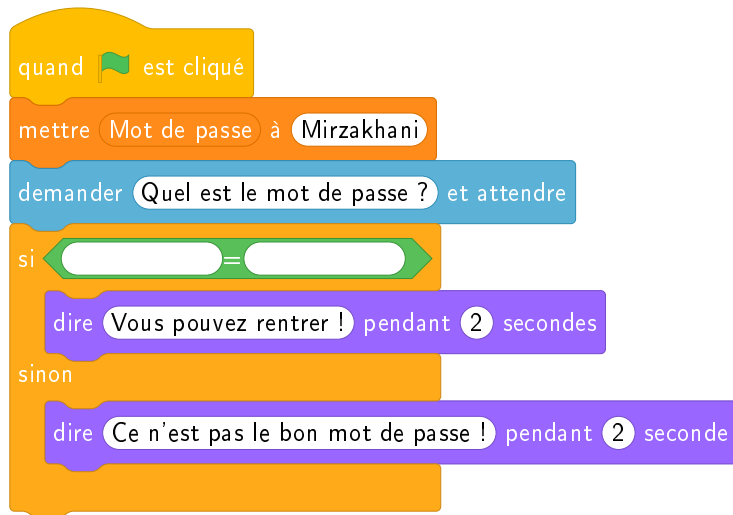 quand est cliqué
mettre Mot de passe à Mirzakhani
demander Quel est le mot de passe ? et attendre
si =
dire Vous pouvez rentrer ! pendant 2 secondes
sinon
dire Ce n'est pas le bon mot de passe ! pendant 2 seconde